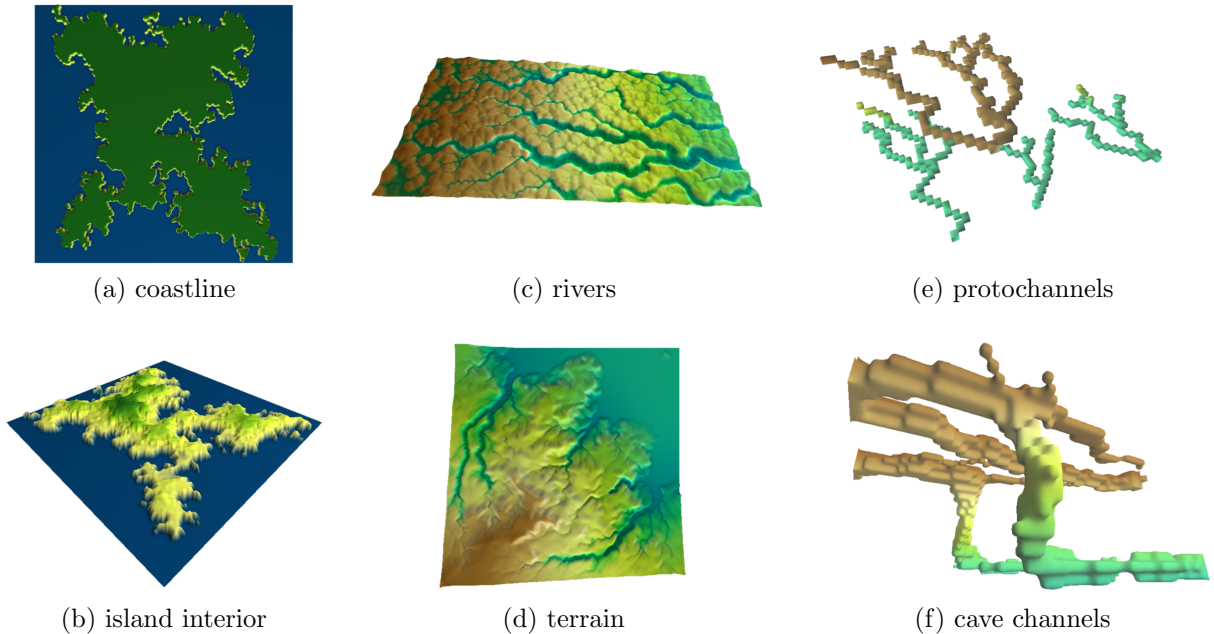 (a) coastline
(c) rivers
(e) protochannels
(b) island interior
(d) terrain
(f) cave channels